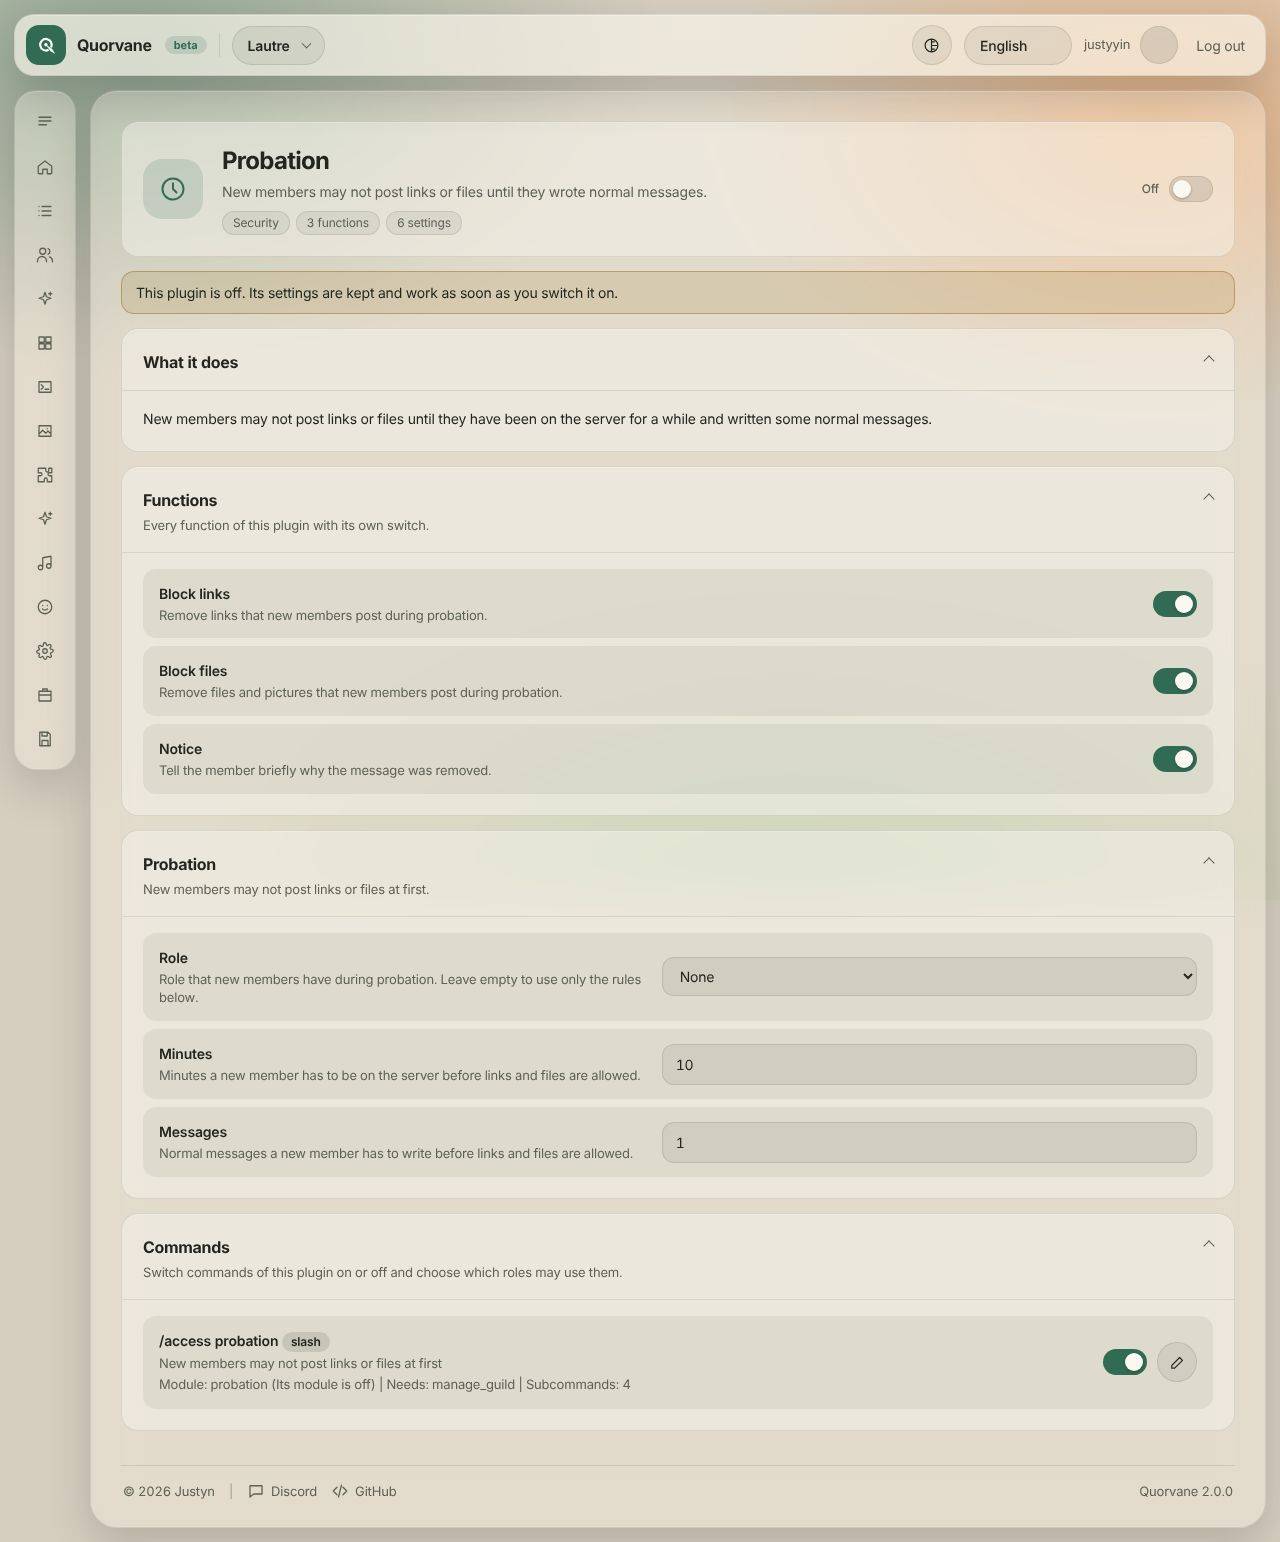 Quorvane beta Lautre English justyyin Log out
Probation
New members may not post links or files until they wrote normal messages.
Off
Security 3 functions 6 settings
This plugin is off. Its settings are kept and work as soon as you switch it on.
What it does
New members may not post links or files until they have been on the server for a while and written some normal messages.
Functions
Every function of this plugin with its own switch.
Block links
Remove links that new members post during probation.
Block files
Remove files and pictures that new members post during probation.
Notice
Tell the member briefly why the message was removed.
Probation
New members may not post links or files at first.
Role
Role that new members have during probation. Leave empty to use only the rules
below.
None
Minutes
Minutes a new member has to be on the server before links and files are allowed.
10
Messages
Normal messages a new member has to write before links and files are allowed.
1
Commands
Switch commands of this plugin on or off and choose which roles may use them.
/access probation slash
New members may not post links or files at first
Module: probation (Its module is off) | Needs: manage_guild | Subcommands: 4
© 2026 Justyn | Discord GitHub Quorvane 2.0.0